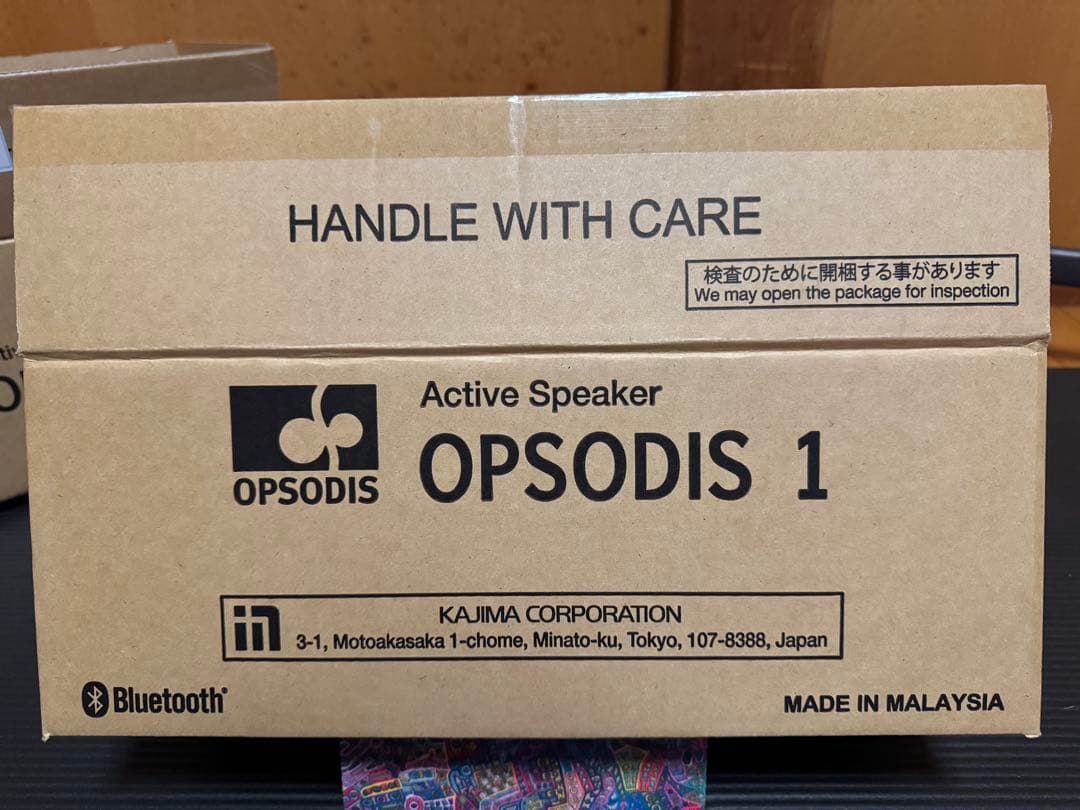 HANDLE WITH CARE
検査のために開梱する事があります
We may open the package for inspection
Active Speaker
OPSODIS 1
OPSODIS
KAJIMA CORPORATION
3-1, Motoakasaka 1-chome, Minato-ku, Tokyo, 107-8388, Japan
Bluetooth®
MADE IN MALAYSIA